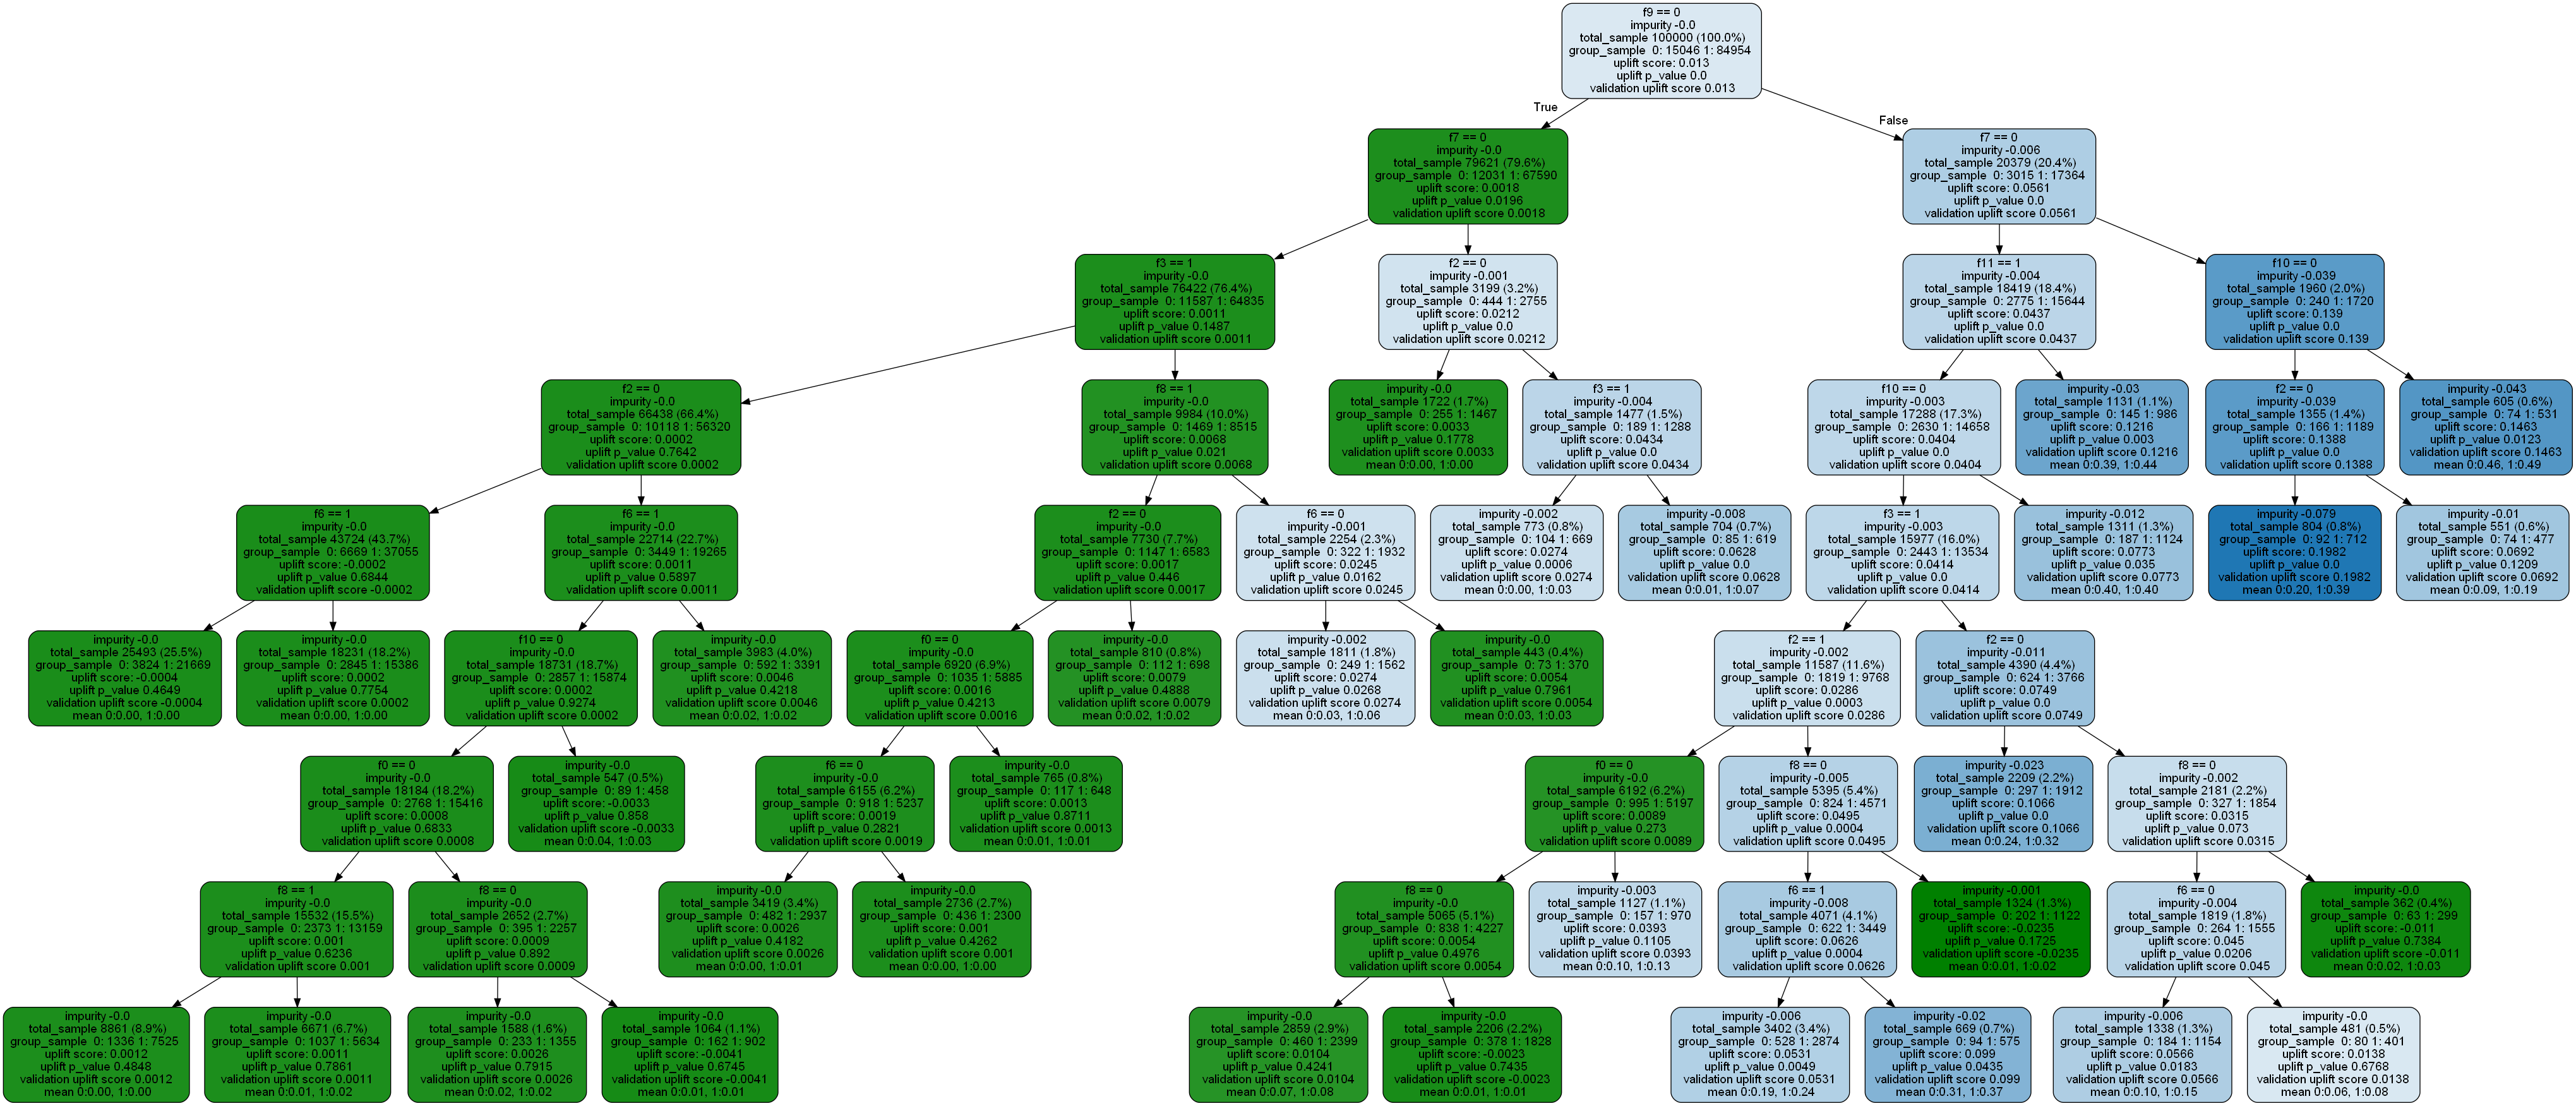 f9 == 0
impurity -0.0
total_sample 100000 (100.0%)
group_sample 0: 15046 1: 84954
uplift score: 0.013
uplift p_value 0.0
validation uplift score 0.013
True
False
f7 == 0
impurity -0.0
total_sample 79621 (79.6%)
group_sample 0: 12031 1: 67590
uplift score: 0.0018
uplift p_value 0.0196
validation uplift score 0.0018
f7 == 0
impurity -0.006
total_sample 20379 (20.4%)
group_sample 0: 3015 1: 17364
uplift score: 0.0561
uplift p_value 0.0
validation uplift score 0.0561
f3 == 1
impurity -0.0
total_sample 76422 (76.4%)
group_sample 0: 11587 1: 64835
uplift score: 0.0011
uplift p_value 0.1487
validation uplift score 0.0011
f2 == 0
impurity -0.001
total_sample 3199 (3.2%)
group_sample 0: 444 1: 2755
uplift score: 0.0212
uplift p_value 0.0
validation uplift score 0.0212
f11 == 1
impurity -0.004
total_sample 18419 (18.4%)
group_sample 0: 2775 1: 15644
uplift score: 0.0437
uplift p_value 0.0
validation uplift score 0.0437
f10 == 0
impurity -0.039
total_sample 1960 (2.0%)
group_sample 0: 240 1: 1720
uplift score: 0.139
uplift p_value 0.0
validation uplift score 0.139
f2 == 0
impurity -0.0
total_sample 66438 (66.4%)
group_sample 0: 10118 1: 56320
uplift score: 0.0002
uplift p_value 0.7642
validation uplift score 0.0002
f8 == 1
impurity -0.0
total_sample 9984 (10.0%)
group_sample 0: 1469 1: 8515
uplift score: 0.0068
uplift p_value 0.021
validation uplift score 0.0068
impurity -0.0
total_sample 1722 (1.7%)
group_sample 0: 255 1: 1467
uplift score: 0.0033
uplift p_value 0.1778
validation uplift score 0.0033
mean 0:0.00, 1:0.00
f3 == 1
impurity -0.004
total_sample 1477 (1.5%)
group_sample 0: 189 1: 1288
uplift score: 0.0434
uplift p_value 0.0
validation uplift score 0.0434
f10 == 0
impurity -0.003
total_sample 17288 (17.3%)
group_sample 0: 2630 1: 14658
uplift score: 0.0404
uplift p_value 0.0
validation uplift score 0.0404
impurity -0.03
total_sample 1131 (1.1%)
group_sample 0: 145 1: 986
uplift score: 0.1216
uplift p_value 0.003
validation uplift score 0.1216
mean 0:0.39, 1:0.44
f2 == 0
impurity -0.039
total_sample 1355 (1.4%)
group_sample 0: 166 1: 1189
uplift score: 0.1388
uplift p_value 0.0
validation uplift score 0.1388
impurity -0.043
total_sample 605 (0.6%)
group_sample 0: 74 1: 531
uplift score: 0.1463
uplift p_value 0.0123
validation uplift score 0.1463
mean 0:0.46, 1:0.49
f6 == 1
impurity -0.0
total_sample 43724 (43.7%)
group_sample 0: 6669 1: 37055
uplift score: -0.0002
uplift p_value 0.6844
validation uplift score -0.0002
f6 == 1
impurity -0.0
total_sample 22714 (22.7%)
group_sample 0: 3449 1: 19265
uplift score: 0.0011
uplift p_value 0.5897
validation uplift score 0.0011
f2 == 0
impurity -0.0
total_sample 7730 (7.7%)
group_sample 0: 1147 1: 6583
uplift score: 0.0017
uplift p_value 0.446
validation uplift score 0.0017
f6 == 0
impurity -0.001
total_sample 2254 (2.3%)
group_sample 0: 322 1: 1932
uplift score: 0.0245
uplift p_value 0.0162
validation uplift score 0.0245
impurity -0.002
total_sample 773 (0.8%)
group_sample 0: 104 1: 669
uplift score: 0.0274
uplift p_value 0.0006
validation uplift score 0.0274
mean 0:0.00, 1:0.03
impurity -0.008
total_sample 704 (0.7%)
group_sample 0: 85 1: 619
uplift score: 0.0628
uplift p_value 0.0
validation uplift score 0.0628
mean 0:0.01, 1:0.07
f3 == 1
impurity -0.003
total_sample 15977 (16.0%)
group_sample 0: 2443 1: 13534
uplift score: 0.0414
uplift p_value 0.0
validation uplift score 0.0414
impurity -0.012
total_sample 1311 (1.3%)
group_sample 0: 187 1: 1124
uplift score: 0.0773
uplift p_value 0.035
validation uplift score 0.0773
mean 0:0.40, 1:0.40
impurity -0.079
total_sample 804 (0.8%)
group_sample 0: 92 1: 712
uplift score: 0.1982
uplift p_value 0.0
validation uplift score 0.1982
mean 0:0.20, 1:0.39
impurity -0.01
total_sample 551 (0.6%)
group_sample 0: 74 1: 477
uplift score: 0.0692
uplift p_value 0.1209
validation uplift score 0.0692
mean 0:0.09, 1:0.19
impurity -0.0
total_sample 25493 (25.5%)
group_sample 0: 3824 1: 21669
uplift score: -0.0004
uplift p_value 0.4649
validation uplift score -0.0004
mean 0:0.00, 1:0.00
impurity -0.0
total_sample 18231 (18.2%)
group_sample 0: 2845 1: 15386
uplift score: 0.0002
uplift p_value 0.7754
validation uplift score 0.0002
mean 0:0.00, 1:0.00
f10 == 0
impurity -0.0
total_sample 18731 (18.7%)
group_sample 0: 2857 1: 15874
uplift score: 0.0002
uplift p_value 0.9274
validation uplift score 0.0002
impurity -0.0
total_sample 3983 (4.0%)
group_sample 0: 592 1: 3391
uplift score: 0.0046
uplift p_value 0.4218
validation uplift score 0.0046
mean 0:0.02, 1:0.02
f0 == 0
impurity -0.0
total_sample 6920 (6.9%)
group_sample 0: 1035 1: 5885
uplift score: 0.0016
uplift p_value 0.4213
validation uplift score 0.0016
impurity -0.0
total_sample 810 (0.8%)
group_sample 0: 112 1: 698
uplift score: 0.0079
uplift p_value 0.4888
validation uplift score 0.0079
mean 0:0.02, 1:0.02
impurity -0.002
total_sample 1811 (1.8%)
group_sample 0: 249 1: 1562
uplift score: 0.0274
uplift p_value 0.0268
validation uplift score 0.0274
mean 0:0.03, 1:0.06
impurity -0.0
total_sample 443 (0.4%)
group_sample 0: 73 1: 370
uplift score: 0.0054
uplift p_value 0.7961
validation uplift score 0.0054
mean 0:0.03, 1:0.03
f2 == 1
impurity -0.002
total_sample 11587 (11.6%)
group_sample 0: 1819 1: 9768
uplift score: 0.0286
uplift p_value 0.0003
validation uplift score 0.0286
f2 == 0
impurity -0.011
total_sample 4390 (4.4%)
group_sample 0: 624 1: 3766
uplift score: 0.0749
uplift p_value 0.0
validation uplift score 0.0749
f0 == 0
impurity -0.0
total_sample 18184 (18.2%)
group_sample 0: 2768 1: 15416
uplift score: 0.0008
uplift p_value 0.6833
validation uplift score 0.0008
impurity -0.0
total_sample 547 (0.5%)
group_sample 0: 89 1: 458
uplift score: -0.0033
uplift p_value 0.858
validation uplift score -0.0033
mean 0:0.04, 1:0.03
f6 == 0
impurity -0.0
total_sample 6155 (6.2%)
group_sample 0: 918 1: 5237
uplift score: 0.0019
uplift p_value 0.2821
validation uplift score 0.0019
impurity -0.0
total_sample 765 (0.8%)
group_sample 0: 117 1: 648
uplift score: 0.0013
uplift p_value 0.8711
validation uplift score 0.0013
mean 0:0.01, 1:0.01
f0 == 0
impurity -0.0
total_sample 6192 (6.2%)
group_sample 0: 995 1: 5197
uplift score: 0.0089
uplift p_value 0.273
validation uplift score 0.0089
f8 == 0
impurity -0.005
total_sample 5395 (5.4%)
group_sample 0: 824 1: 4571
uplift score: 0.0495
uplift p_value 0.0004
validation uplift score 0.0495
impurity -0.023
total_sample 2209 (2.2%)
group_sample 0: 297 1: 1912
uplift score: 0.1066
uplift p_value 0.0
validation uplift score 0.1066
mean 0:0.24, 1:0.32
f8 == 0
impurity -0.002
total_sample 2181 (2.2%)
group_sample 0: 327 1: 1854
uplift score: 0.0315
uplift p_value 0.073
validation uplift score 0.0315
f8 == 1
impurity -0.0
total_sample 15532 (15.5%)
group_sample 0: 2373 1: 13159
uplift score: 0.001
uplift p_value 0.6236
validation uplift score 0.001
f8 == 0
impurity -0.0
total_sample 2652 (2.7%)
group_sample 0: 395 1: 2257
uplift score: 0.0009
uplift p_value 0.892
validation uplift score 0.0009
impurity -0.0
total_sample 3419 (3.4%)
group_sample 0: 482 1: 2937
uplift score: 0.0026
uplift p_value 0.4182
validation uplift score 0.0026
mean 0:0.00, 1:0.01
impurity -0.0
total_sample 2736 (2.7%)
group_sample 0: 436 1: 2300
uplift score: 0.001
uplift p_value 0.4262
validation uplift score 0.001
mean 0:0.00, 1:0.00
f8 == 0
impurity -0.0
total_sample 5065 (5.1%)
group_sample 0: 838 1: 4227
uplift score: 0.0054
uplift p_value 0.4976
validation uplift score 0.0054
impurity -0.003
total_sample 1127 (1.1%)
group_sample 0: 157 1: 970
uplift score: 0.0393
uplift p_value 0.1105
validation uplift score 0.0393
mean 0:0.10, 1:0.13
f6 == 1
impurity -0.008
total_sample 4071 (4.1%)
group_sample 0: 622 1: 3449
uplift score: 0.0626
uplift p_value 0.0004
validation uplift score 0.0626
impurity -0.001
total_sample 1324 (1.3%)
group_sample 0: 202 1: 1122
uplift score: -0.0235
uplift p_value 0.1725
validation uplift score -0.0235
mean 0:0.01, 1:0.02
f6 == 0
impurity -0.004
total_sample 1819 (1.8%)
group_sample 0: 264 1: 1555
uplift score: 0.045
uplift p_value 0.0206
validation uplift score 0.045
impurity -0.0
total_sample 362 (0.4%)
group_sample 0: 63 1: 299
uplift score: -0.011
uplift p_value 0.7384
validation uplift score -0.011
mean 0:0.02, 1:0.03
impurity -0.0
total_sample 8861 (8.9%)
group_sample 0: 1336 1: 7525
uplift score: 0.0012
uplift p_value 0.4848
validation uplift score 0.0012
mean 0:0.00, 1:0.00
impurity -0.0
total_sample 6671 (6.7%)
group_sample 0: 1037 1: 5634
uplift score: 0.0011
uplift p_value 0.7861
validation uplift score 0.0011
mean 0:0.01, 1:0.02
impurity -0.0
total_sample 1588 (1.6%)
group_sample 0: 233 1: 1355
uplift score: 0.0026
uplift p_value 0.7915
validation uplift score 0.0026
mean 0:0.02, 1:0.02
impurity -0.0
total_sample 1064 (1.1%)
group_sample 0: 162 1: 902
uplift score: -0.0041
uplift p_value 0.6745
validation uplift score -0.0041
mean 0:0.01, 1:0.01
impurity -0.0
total_sample 2859 (2.9%)
group_sample 0: 460 1: 2399
uplift score: 0.0104
uplift p_value 0.4241
validation uplift score 0.0104
mean 0:0.07, 1:0.08
impurity -0.0
total_sample 2206 (2.2%)
group_sample 0: 378 1: 1828
uplift score: -0.0023
uplift p_value 0.7435
validation uplift score -0.0023
mean 0:0.01, 1:0.01
impurity -0.006
total_sample 3402 (3.4%)
group_sample 0: 528 1: 2874
uplift score: 0.0531
uplift p_value 0.0049
validation uplift score 0.0531
mean 0:0.19, 1:0.24
impurity -0.02
total_sample 669 (0.7%)
group_sample 0: 94 1: 575
uplift score: 0.099
uplift p_value 0.0435
validation uplift score 0.099
mean 0:0.31, 1:0.37
impurity -0.006
total_sample 1338 (1.3%)
group_sample 0: 184 1: 1154
uplift score: 0.0566
uplift p_value 0.0183
validation uplift score 0.0566
mean 0:0.10, 1:0.15
impurity -0.0
total_sample 481 (0.5%)
group_sample 0: 80 1: 401
uplift score: 0.0138
uplift p_value 0.6768
validation uplift score 0.0138
mean 0:0.06, 1:0.08